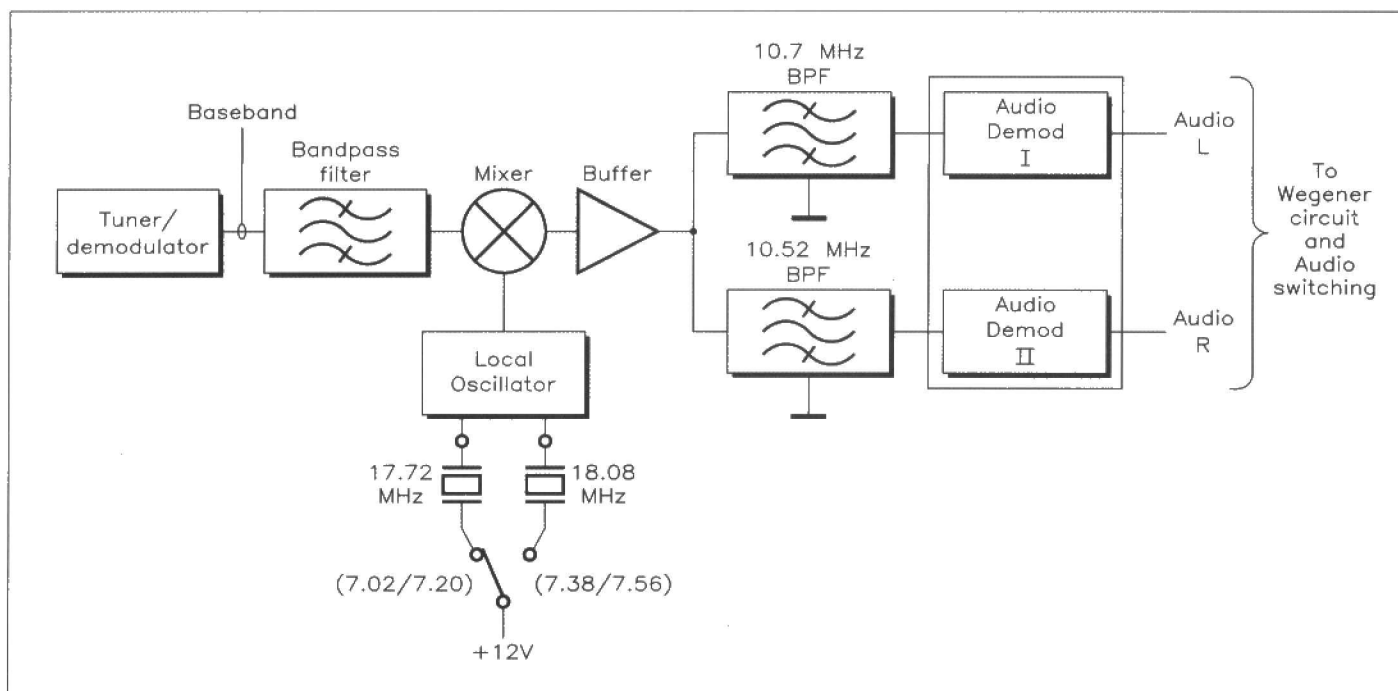 Baseband
Tuner/
demodulator
Bandpass
filter
Mixer
Buffer
Local
Oscillator
17.72
MHz
18.08
MHz
(7.02/7.20)
(7.38/7.56)
+12V
10.7 MHz
BPF
10.52 MHz
BPF
Audio
Demod
I
Audio
Demod
II
Audio
L
Audio
R
To
Wegener
circuit
and
Audio
switching